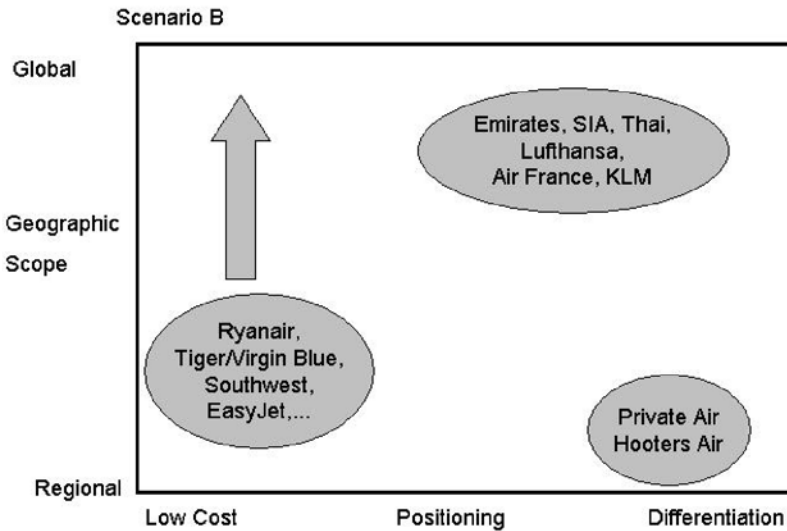 Scenario B
Global
Emirates, SIA, Thai,
Lufthansa,
Air France, KLM
Geographic
Scope
Ryanair,
Tiger/Virgin Blue,
Southwest,
EasyJet,...
Private Air
Hooters Air
Regional
Low Cost
Positioning
Differentiation